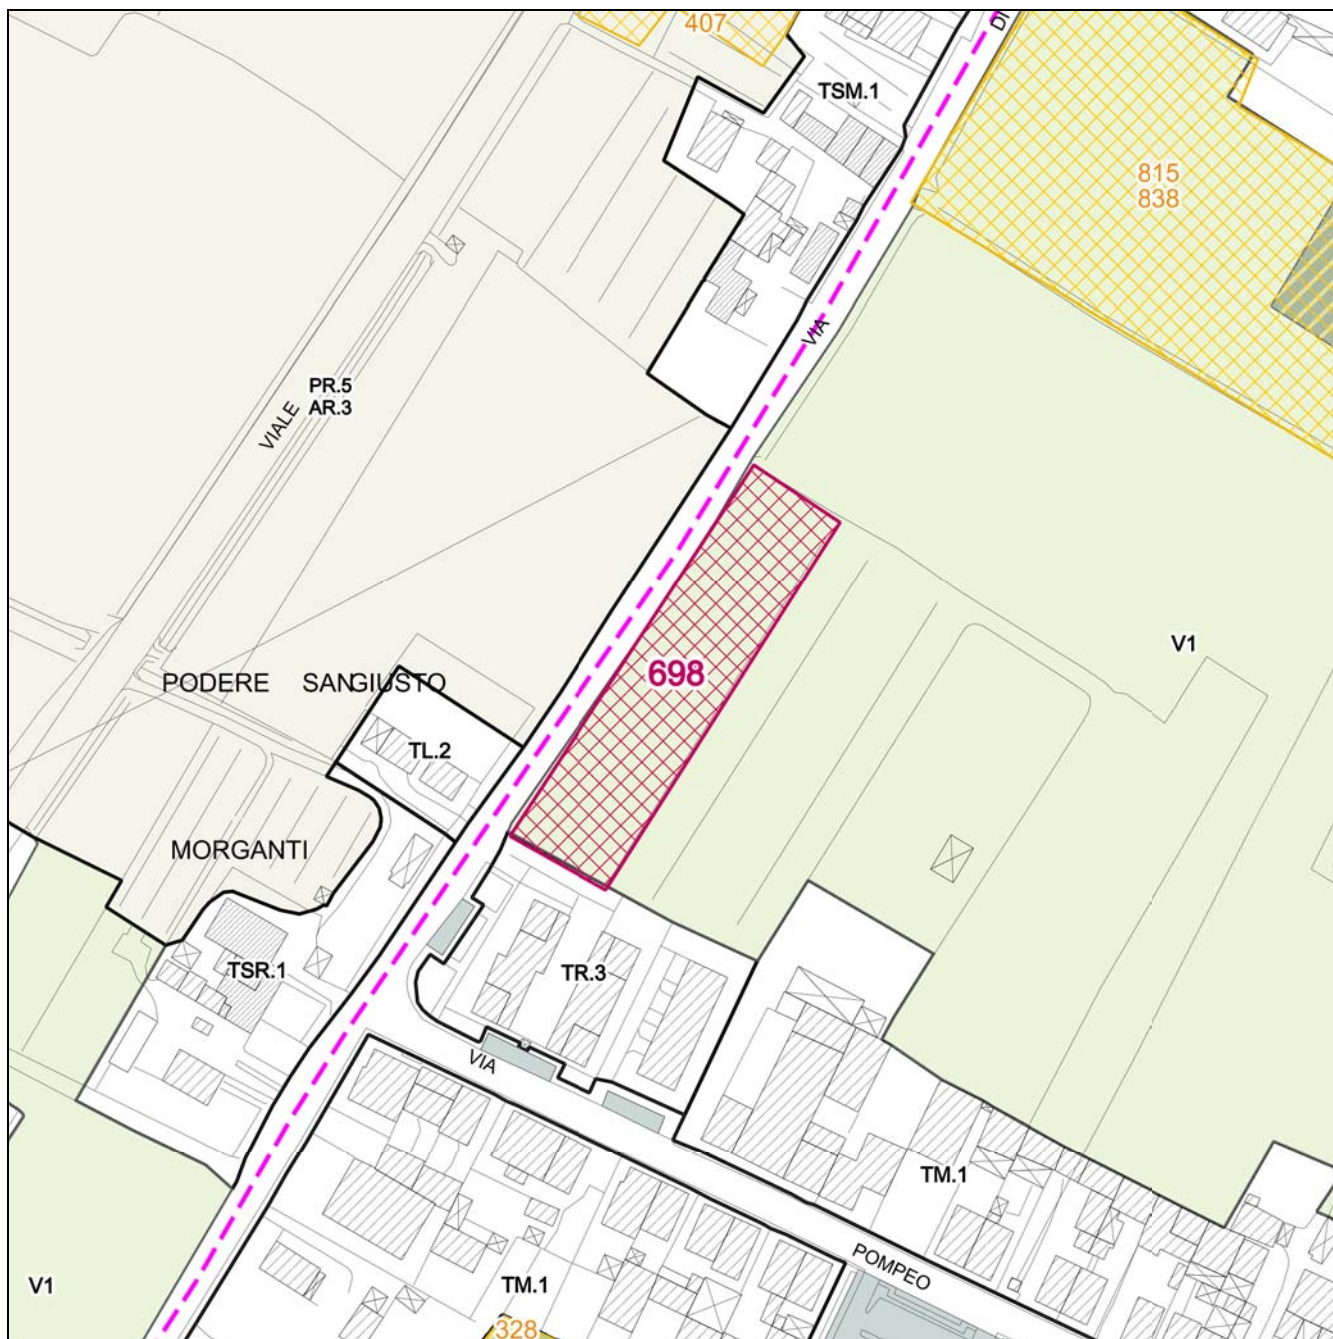 407
DI
TSM.1
815
838
VIA
PR.5
AR.3
VIALE
V1
698
PODERE SANGIUSTO
TL.2
MORGANTI
TSR.1
TR.3
VIA
TM.1
POMPEO
V1
TM.1
328